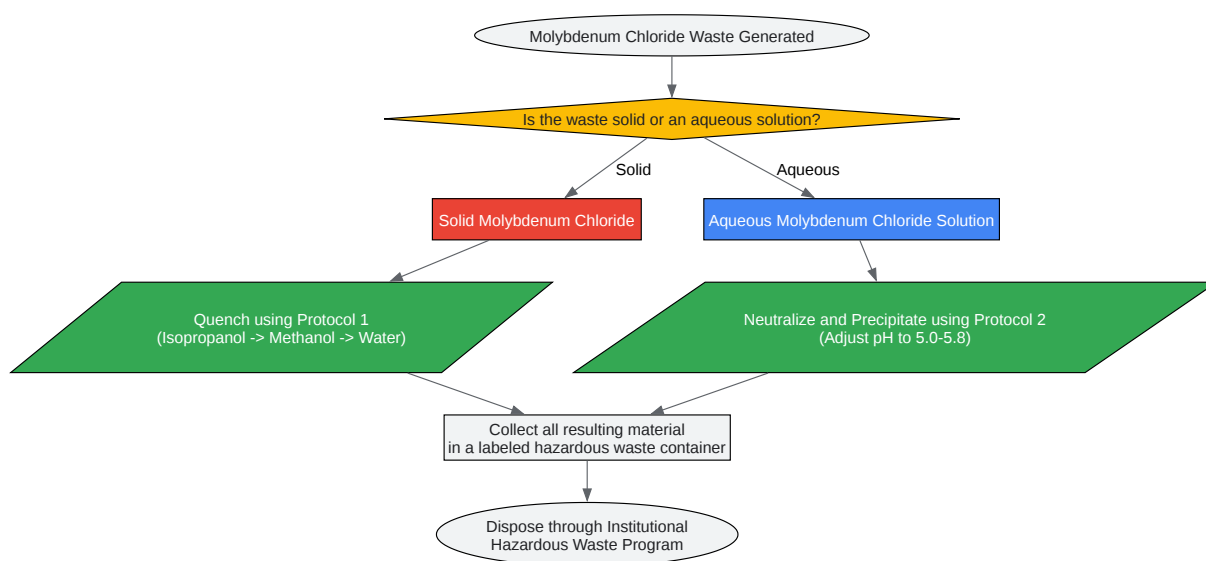 Molybdenum Chloride Waste Generated
Is the waste solid or an aqueous solution?
Solid
Aqueous
Solid Molybdenum Chloride
Aqueous Molybdenum Chloride Solution
Quench using Protocol 1
(Isopropanol -> Methanol -> Water)
Neutralize and Precipitate using Protocol 2
(Adjust pH to 5.0-5.8)
Collect all resulting material
in a labeled hazardous waste container
Dispose through Institutional
Hazardous Waste Program